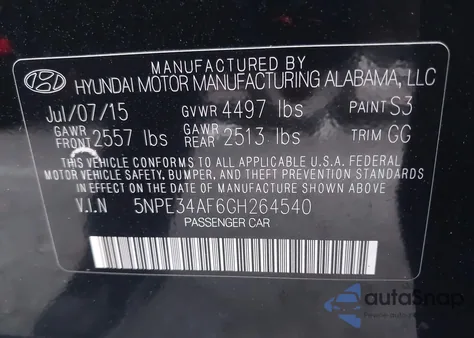 MANUFACTURED BY
HYUNDAI MOTOR MANUFACTURING ALABAMA, LLC
Jul/07/15 GVWR 4497 lbs PAINT S3
GAWR FRONT 2557 lbs GAWR REAR 2513 lbs TRIM GG
THIS VEHICLE CONFORMS TO ALL APPLICABLE U.S.A. FEDERAL
MOTOR VEHICLE SAFETY, BUMPER, AND THEFT PREVENTION STANDARDS
IN EFFECT ON THE DATE OF MANUFACTURE SHOWN ABOVE.
V.I.N 5NPE34AF6GH264540
PASSENGER CAR
autoSnap